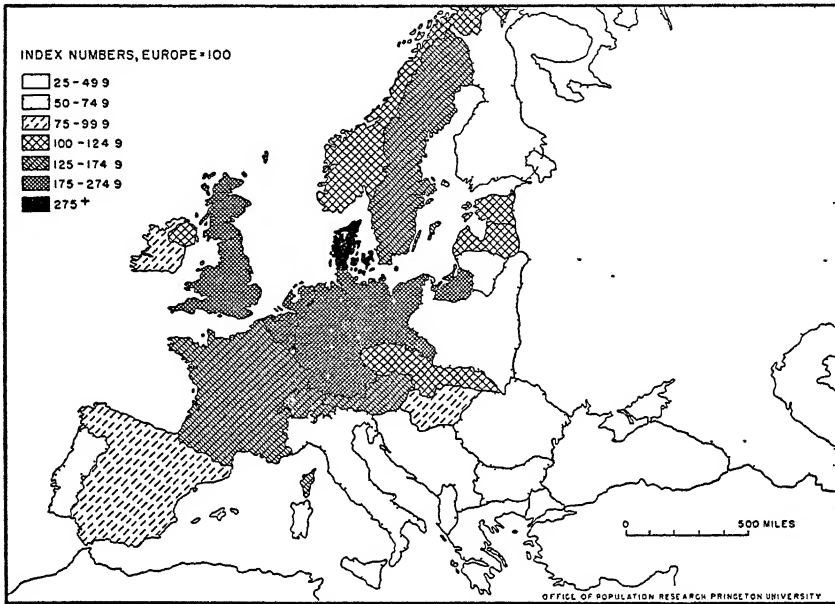 INDEX NUMBERS, EUROPE=100
25-49 9
50-74 9
75-99 9
100-124 9
125-174 9
175-274 9
275+
0 500 MILES
OFFICE OF POPULATION RESEARCH PRINCETON UNIVERSITY